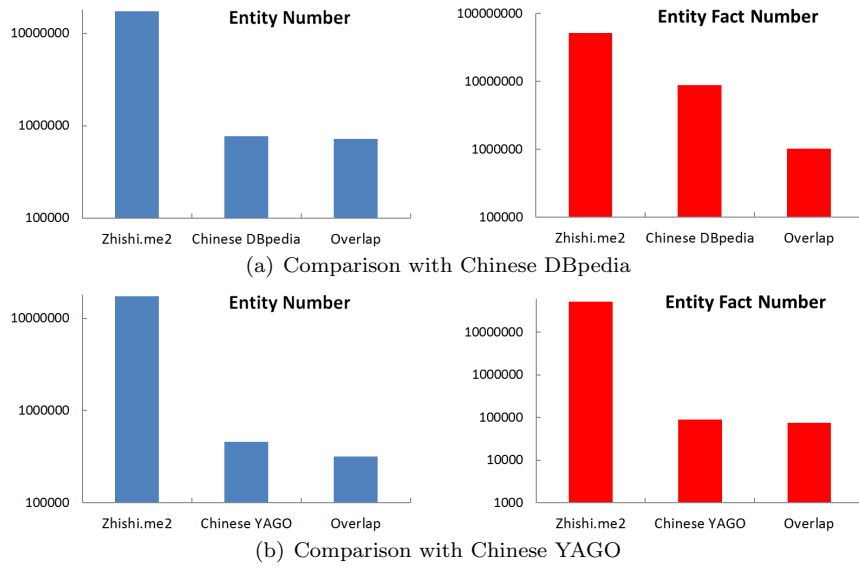 Entity Number
10000000
1000000
100000
Zhishi.me2 Chinese DBpedia Overlap
Entity Fact Number
100000000
10000000
1000000
100000
Zhishi.me2 Chinese DBpedia Overlap
(a) Comparison with Chinese DBpedia
Entity Number
10000000
1000000
100000
Zhishi.me2 Chinese YAGO Overlap
Entity Fact Number
10000000
1000000
100000
10000
1000
Zhishi.me2 Chinese YAGO Overlap
(b) Comparison with Chinese YAGO